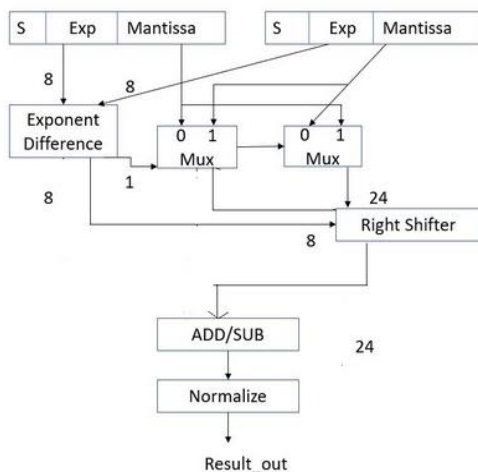 S Exp Mantissa
S Exp Mantissa
8
8
Exponent
Difference
0 1
Mux
0 1
Mux
1
8
24
Right Shifter
8
ADD/SUB
24
Normalize
Result_out